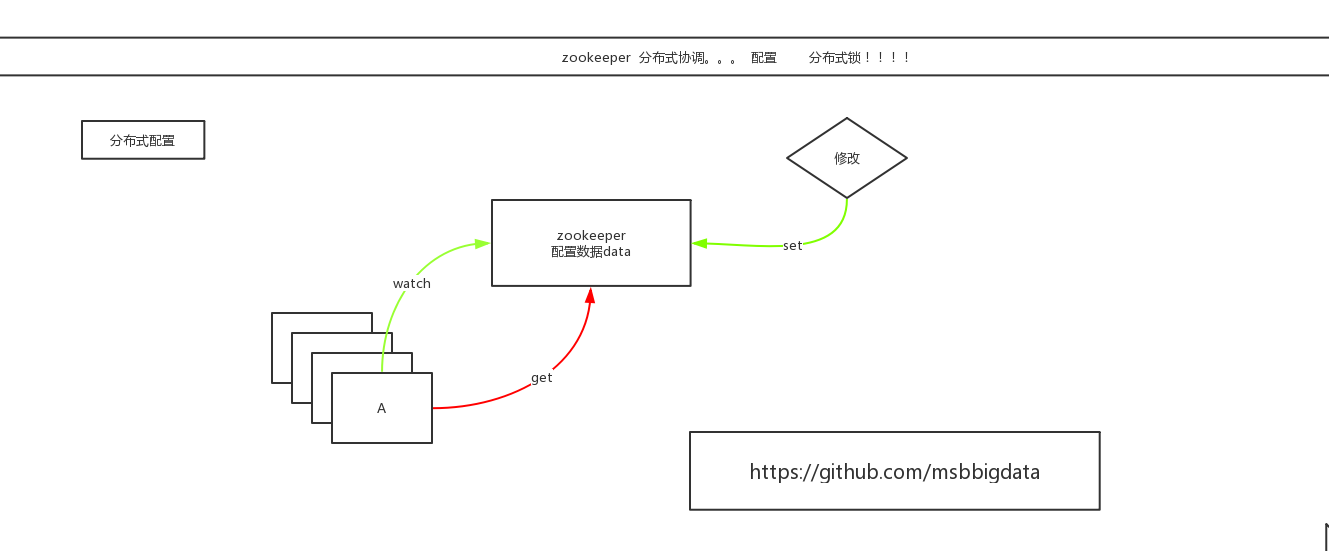 zookeeper 分布式协调。。。 配置 分布式锁！！！！
分布式配置
修改
zookeeper
配置数据data
set
watch
get
A
https://github.com/msbbigdata